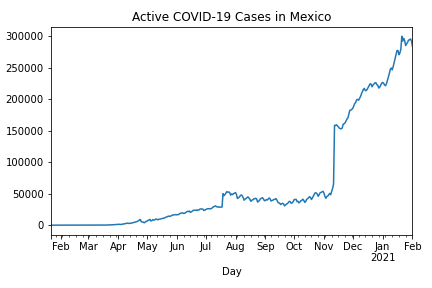 Active COVID-19 Cases in Mexico
300000
250000
200000
150000
100000
50000
0
Feb Mar Apr May Jun Jul Aug Sep Oct Nov Dec Jan Feb
2021
Day